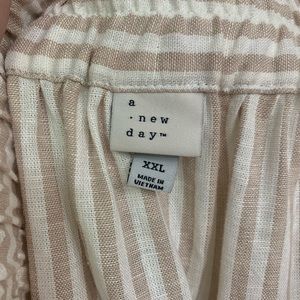 a
· new
day™
XXL
MADE IN
VIETNAM